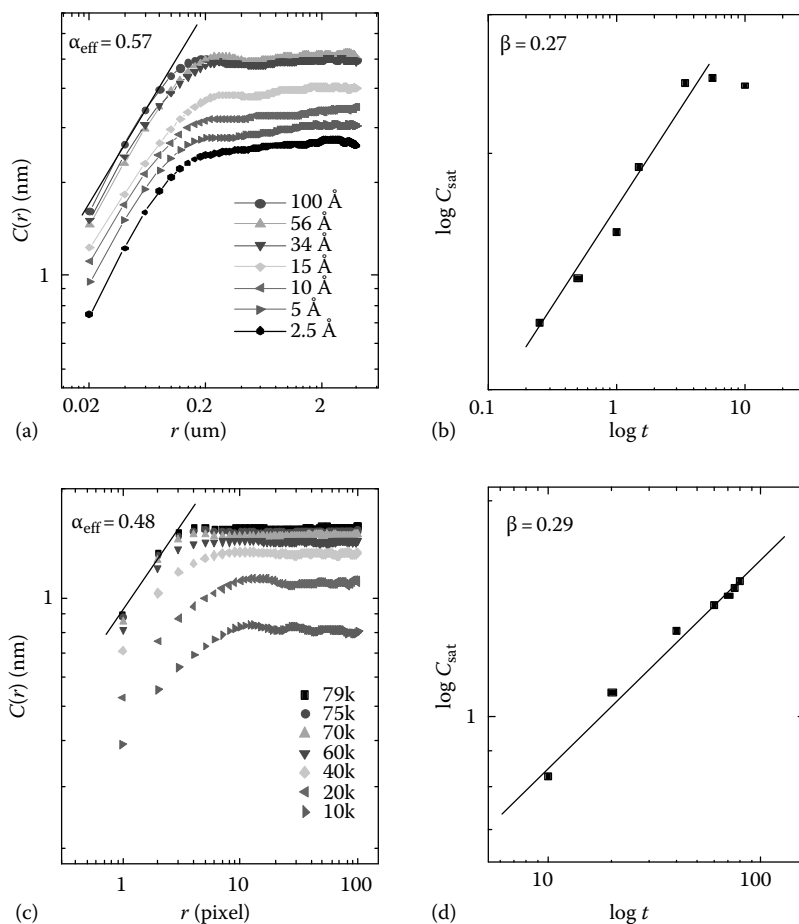 α_eff = 0.57
C(r) (nm)
1
100 Å
56 Å
34 Å
15 Å
10 Å
5 Å
2.5 Å
0.02
0.2
2
r (um)
(a)
β = 0.27
log C_sat
0.1
1
10
log t
(b)
α_eff = 0.48
C(r) (nm)
1
79k
75k
70k
60k
40k
20k
10k
1
10
100
r (pixel)
(c)
β = 0.29
log C_sat
1
10
100
log t
(d)